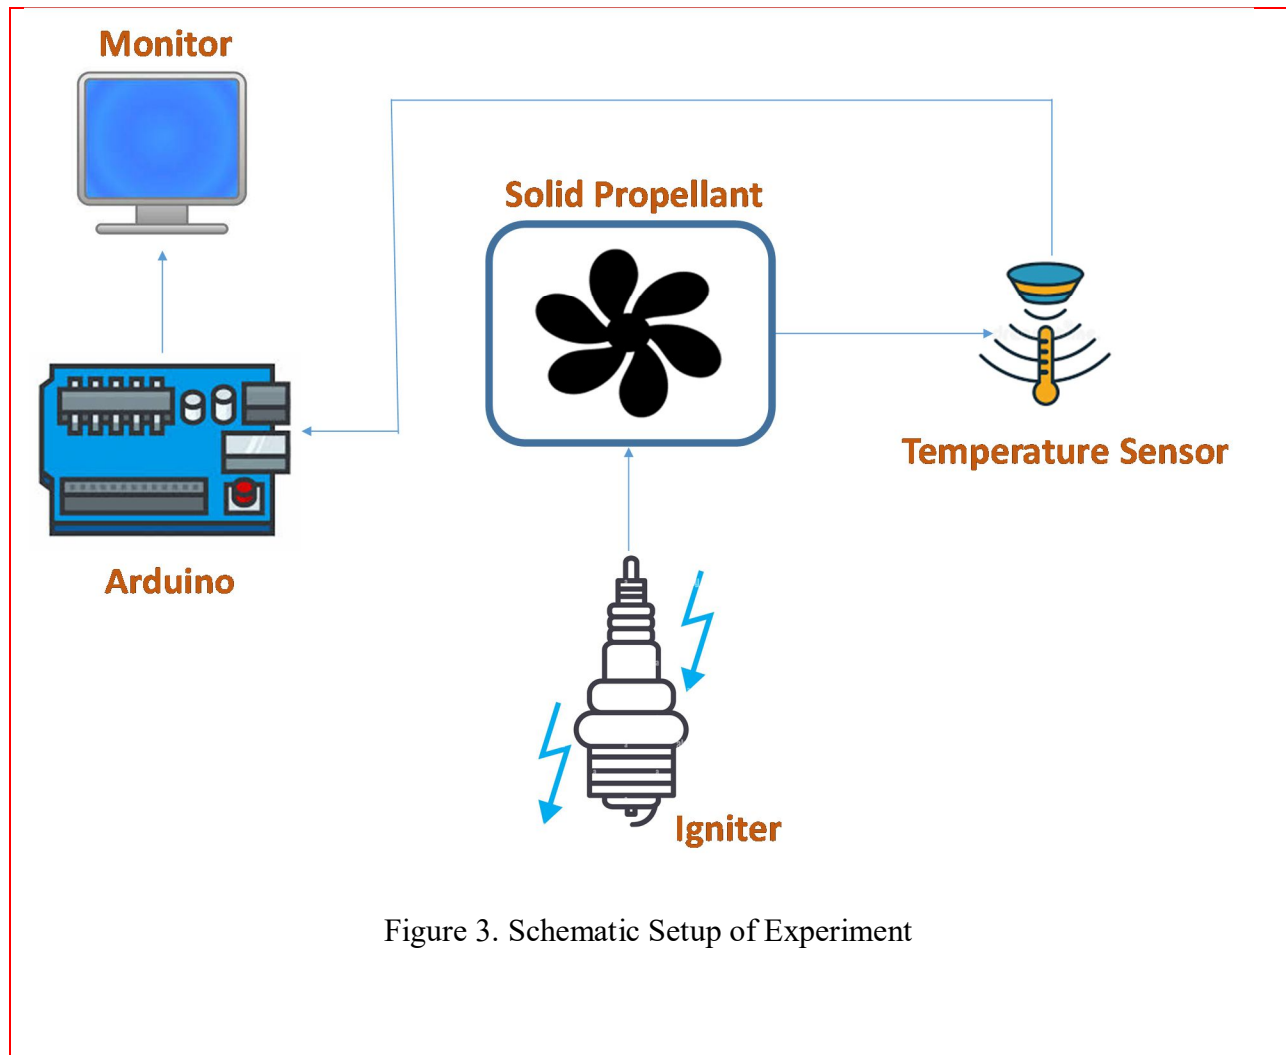 Monitor
Solid Propellant
Temperature Sensor
Arduino
Igniter
Figure 3. Schematic Setup of Experiment